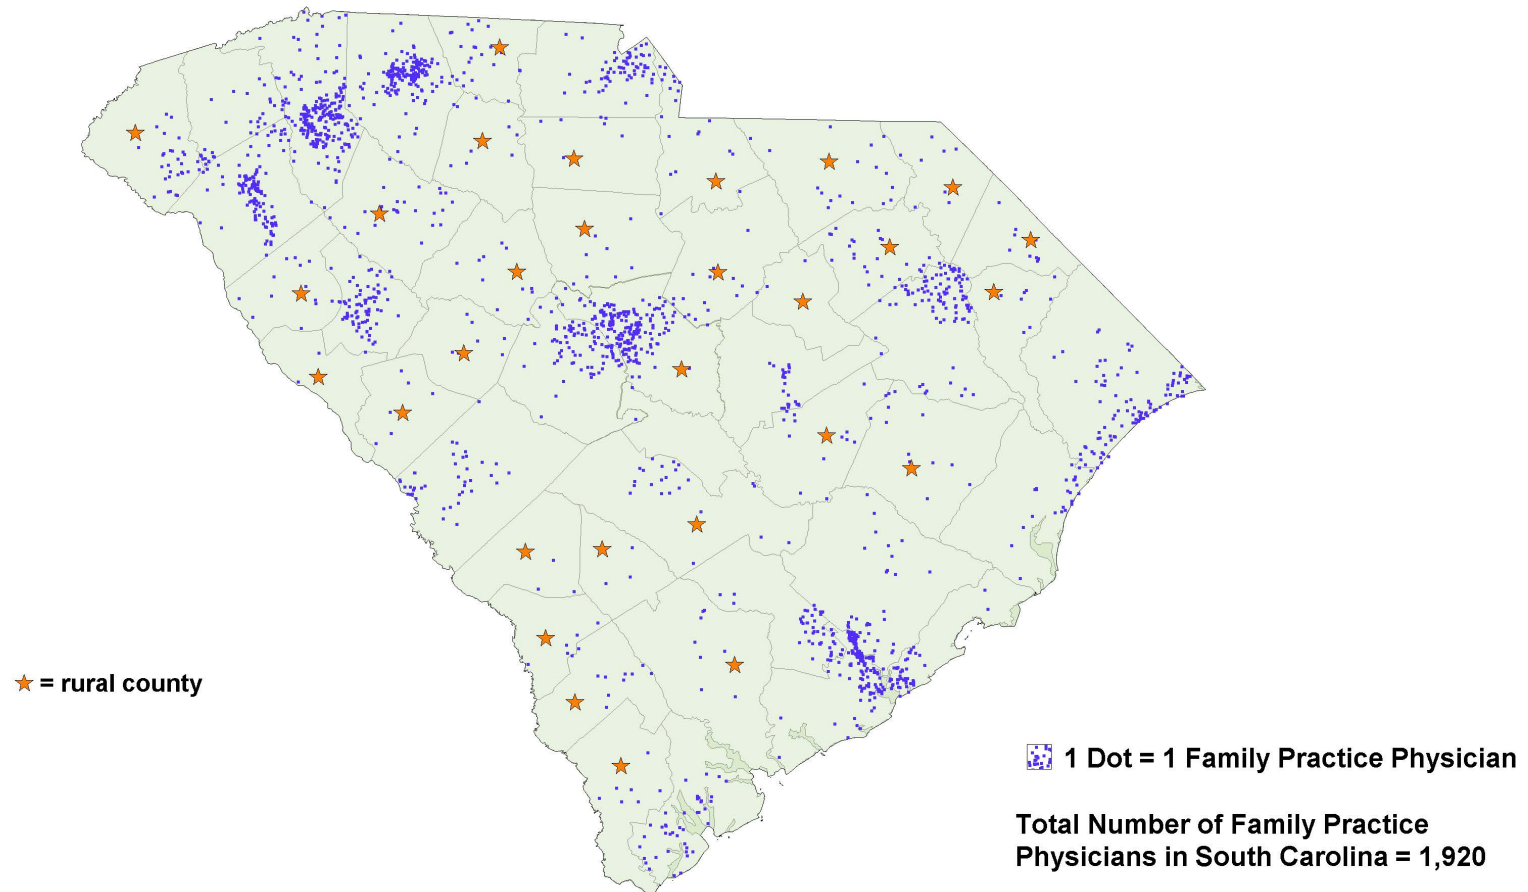 = rural county
1 Dot = 1 Family Practice Physician
Total Number of Family Practice
Physicians in South Carolina = 1,920